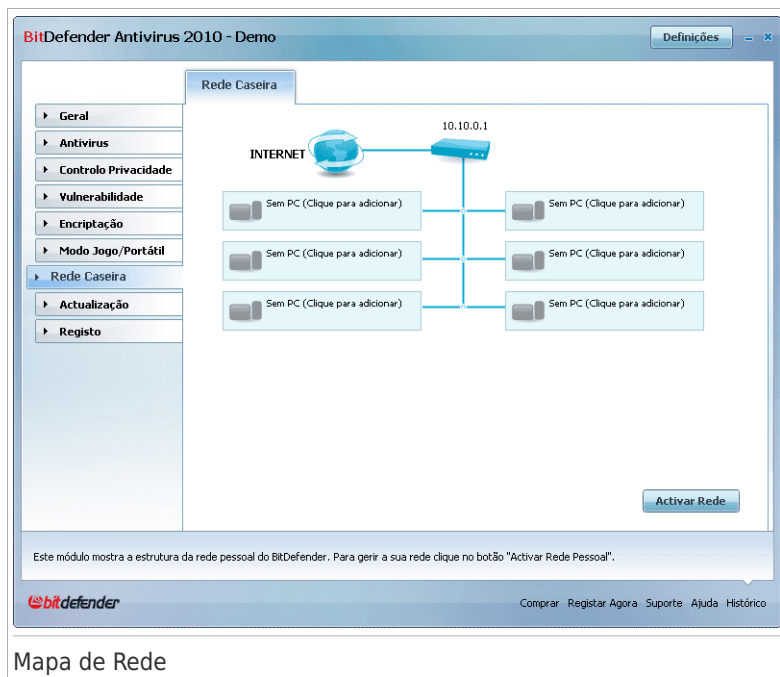 BitDefender Antivirus 2010 - Demo
Definições
Rede Caseira
Geral
Antivirus
Controlo Privacidade
Vulnerabilidade
Encriptação
Modo Jogo/Portátil
Rede Caseira
Actualização
Registo
10.10.0.1
INTERNET
Sem PC (Clique para adicionar)
Sem PC (Clique para adicionar)
Sem PC (Clique para adicionar)
Sem PC (Clique para adicionar)
Sem PC (Clique para adicionar)
Sem PC (Clique para adicionar)
Activar Rede
Este módulo mostra a estrutura da rede pessoal do BitDefender. Para gerir a sua rede clique no botão "Activar Rede Pessoal".
bitdefender
Comprar Registar Agora Suporte Ajuda Histórico
Mapa de Rede